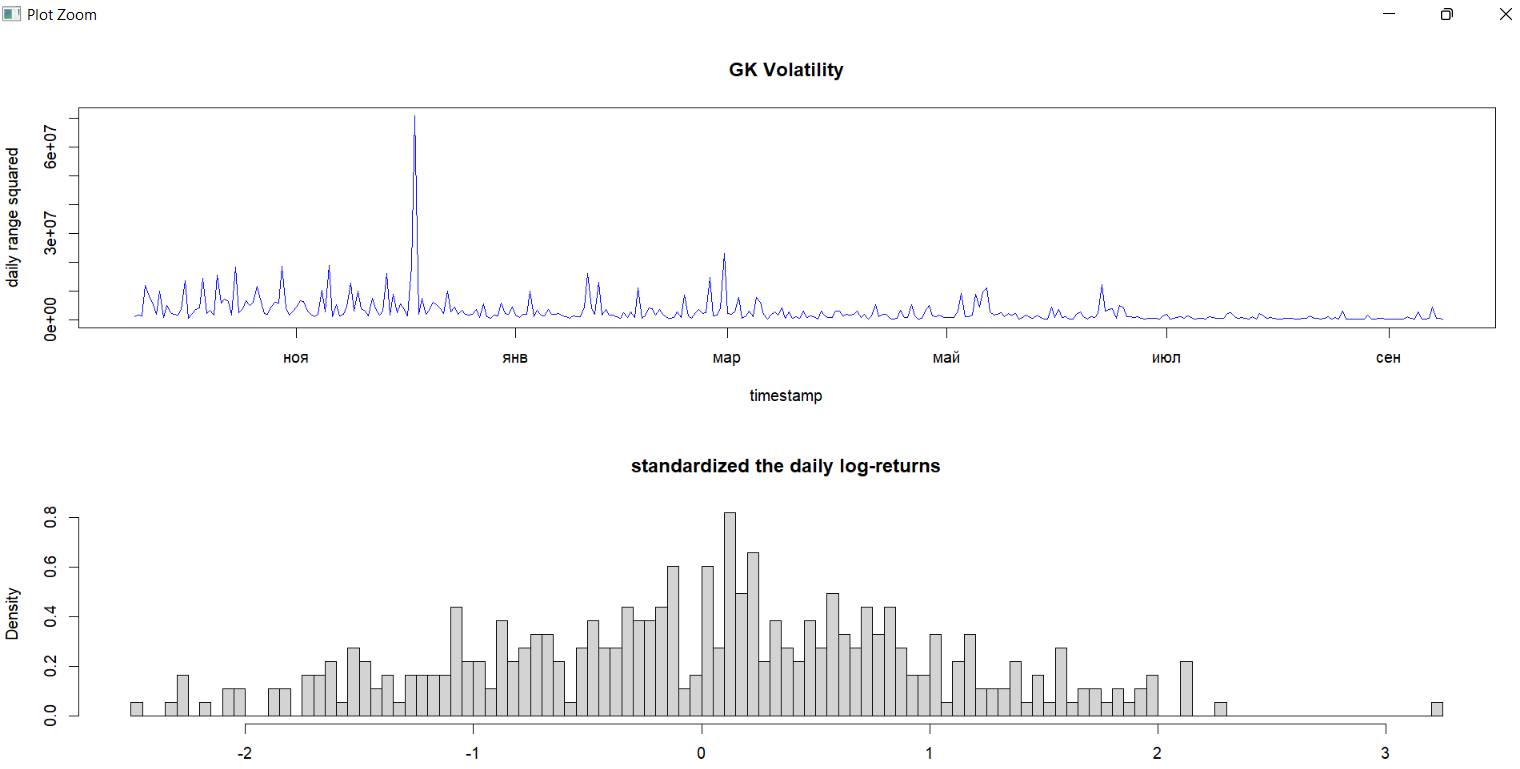 Plot Zoom
GK Volatility
daily range squared
6e+07
3e+07
0e+00
ноя янв мар май июл сен
timestamp
standardized the daily log-returns
Density
0.8
0.6
0.4
0.2
0.0
-2 -1 0 1 2 3